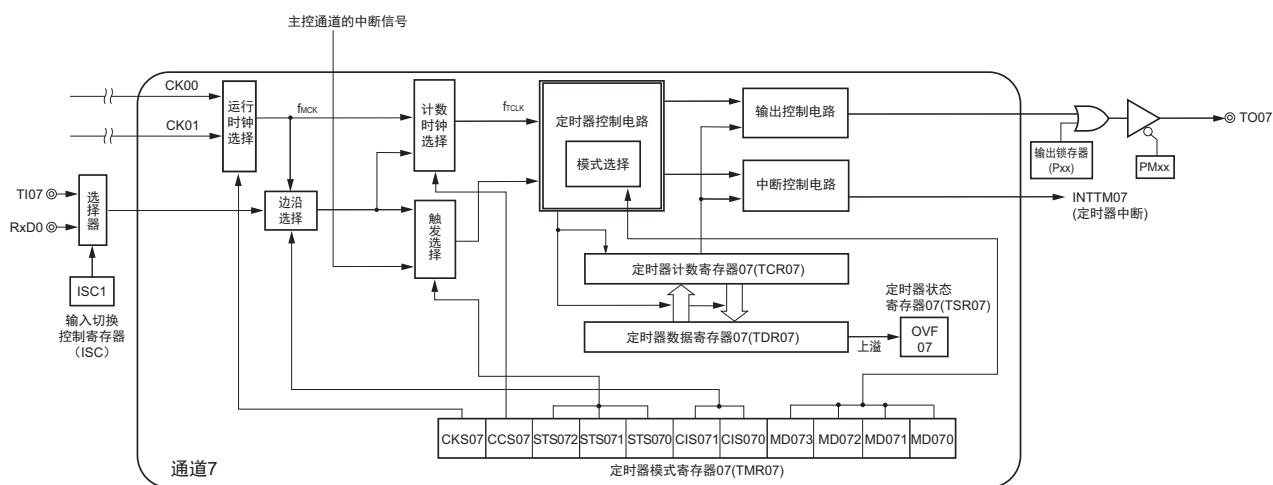 主控通道的中断信号
CK00
CK01
运行
时钟
选择
fMCK
计数
时钟
选择
fTCLK
定时器控制电路
模式选择
输出控制电路
中断控制电路
输出锁存器
(Pxx)
PMxx
TO07
INTTM07
(定时器中断)
TI07
RxD0
选择器
边沿
选择
触发选择
ISC1
输入切换
控制寄存器
（ISC）
定时器计数寄存器07(TCR07)
定时器数据寄存器07(TDR07)
上溢
定时器状态
寄存器07(TSR07)
OVF
07
CKS07 CCS07 STS072 STS071 STS070 CIS071 CIS070 MD073 MD072 MD071 MD070
定时器模式寄存器07(TMR07)
通道7